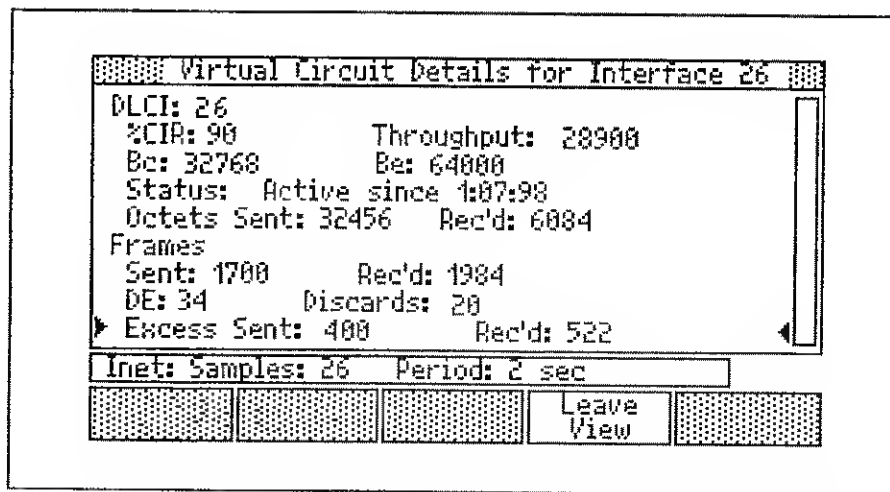 Virtual Circuit Details for Interface 26
DLCI: 26
%CIR: 90 Throughput: 28900
Bc: 32768 Be: 64000
Status: Active since 1:07:98
Octets Sent: 32456 Rec'd: 6084
Frames
Sent: 1700 Rec'd: 1984
DE: 34 Discards: 20
Excess Sent: 400 Rec'd: 522
Inet: Samples: 26 Period: 2 sec
Leave
View